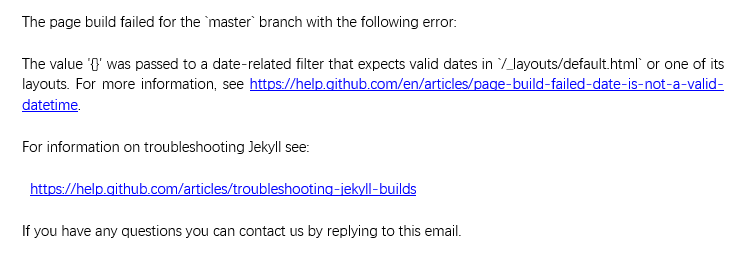 The page build failed for the `master` branch with the following error:
The value '{}' was passed to a date-related filter that expects valid dates in `/_layouts/default.html` or one of its
layouts. For more information, see https://help.github.com/en/articles/page-build-failed-date-is-not-a-valid-
datetime.
For information on troubleshooting Jekyll see:
https://help.github.com/articles/troubleshooting-jekyll-builds
If you have any questions you can contact us by replying to this email.